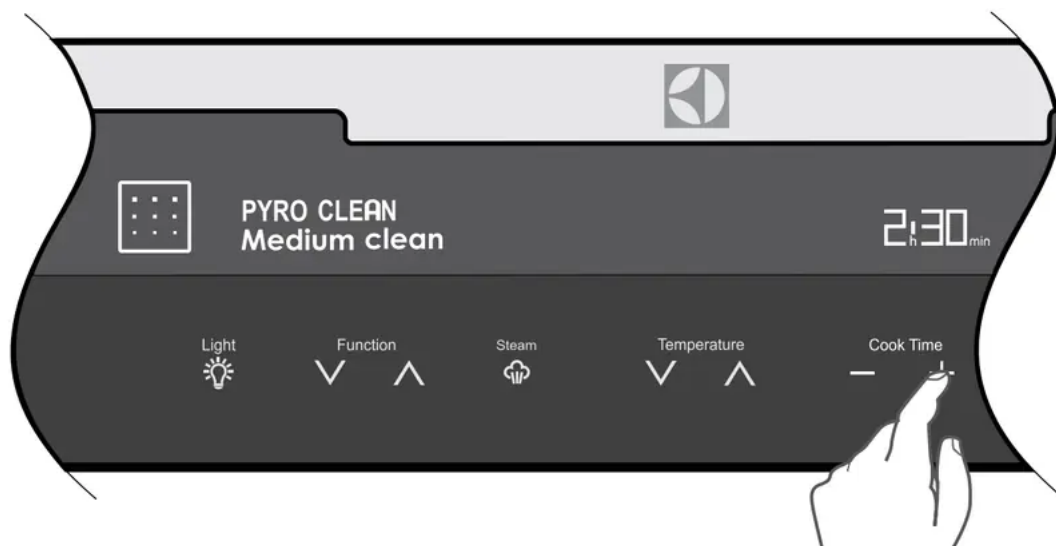 PYRO CLEAN
Medium clean
2h30min
Light
Function
Steam
Temperature
Cook Time